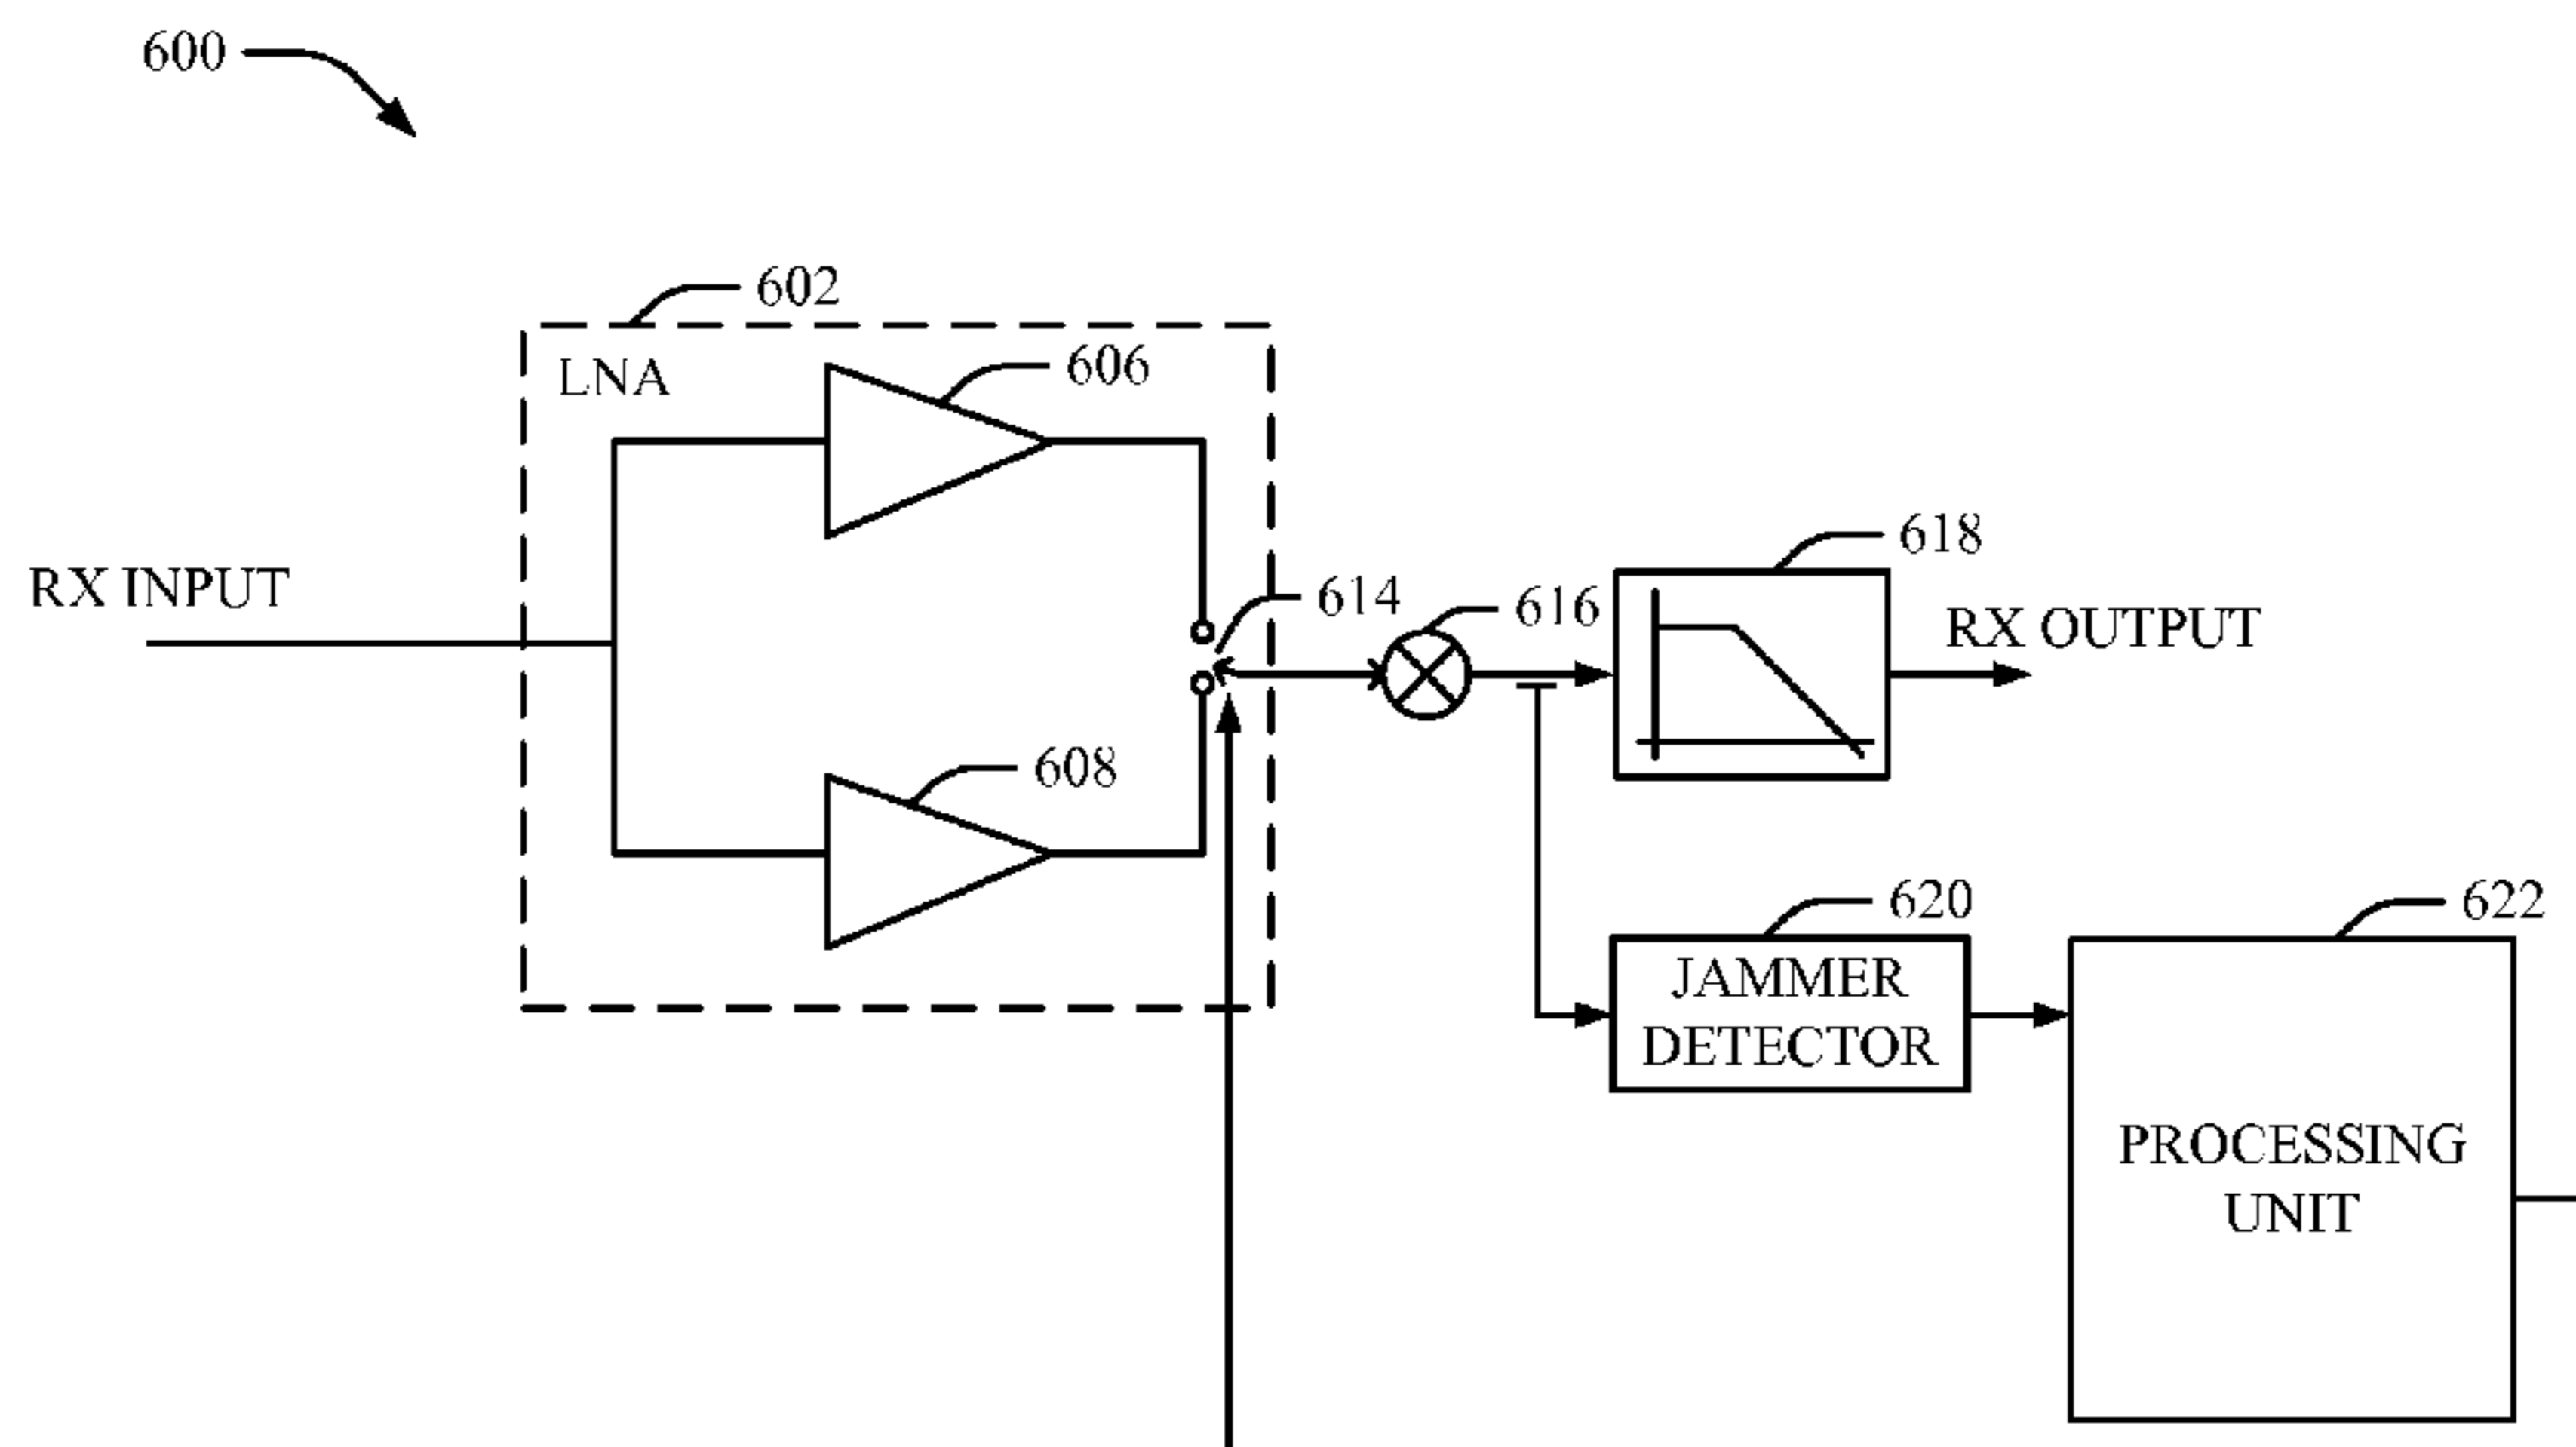 600
602
LNA
606
RX INPUT
614
616
618
RX OUTPUT
608
620
622
JAMMER
DETECTOR
PROCESSING
UNIT